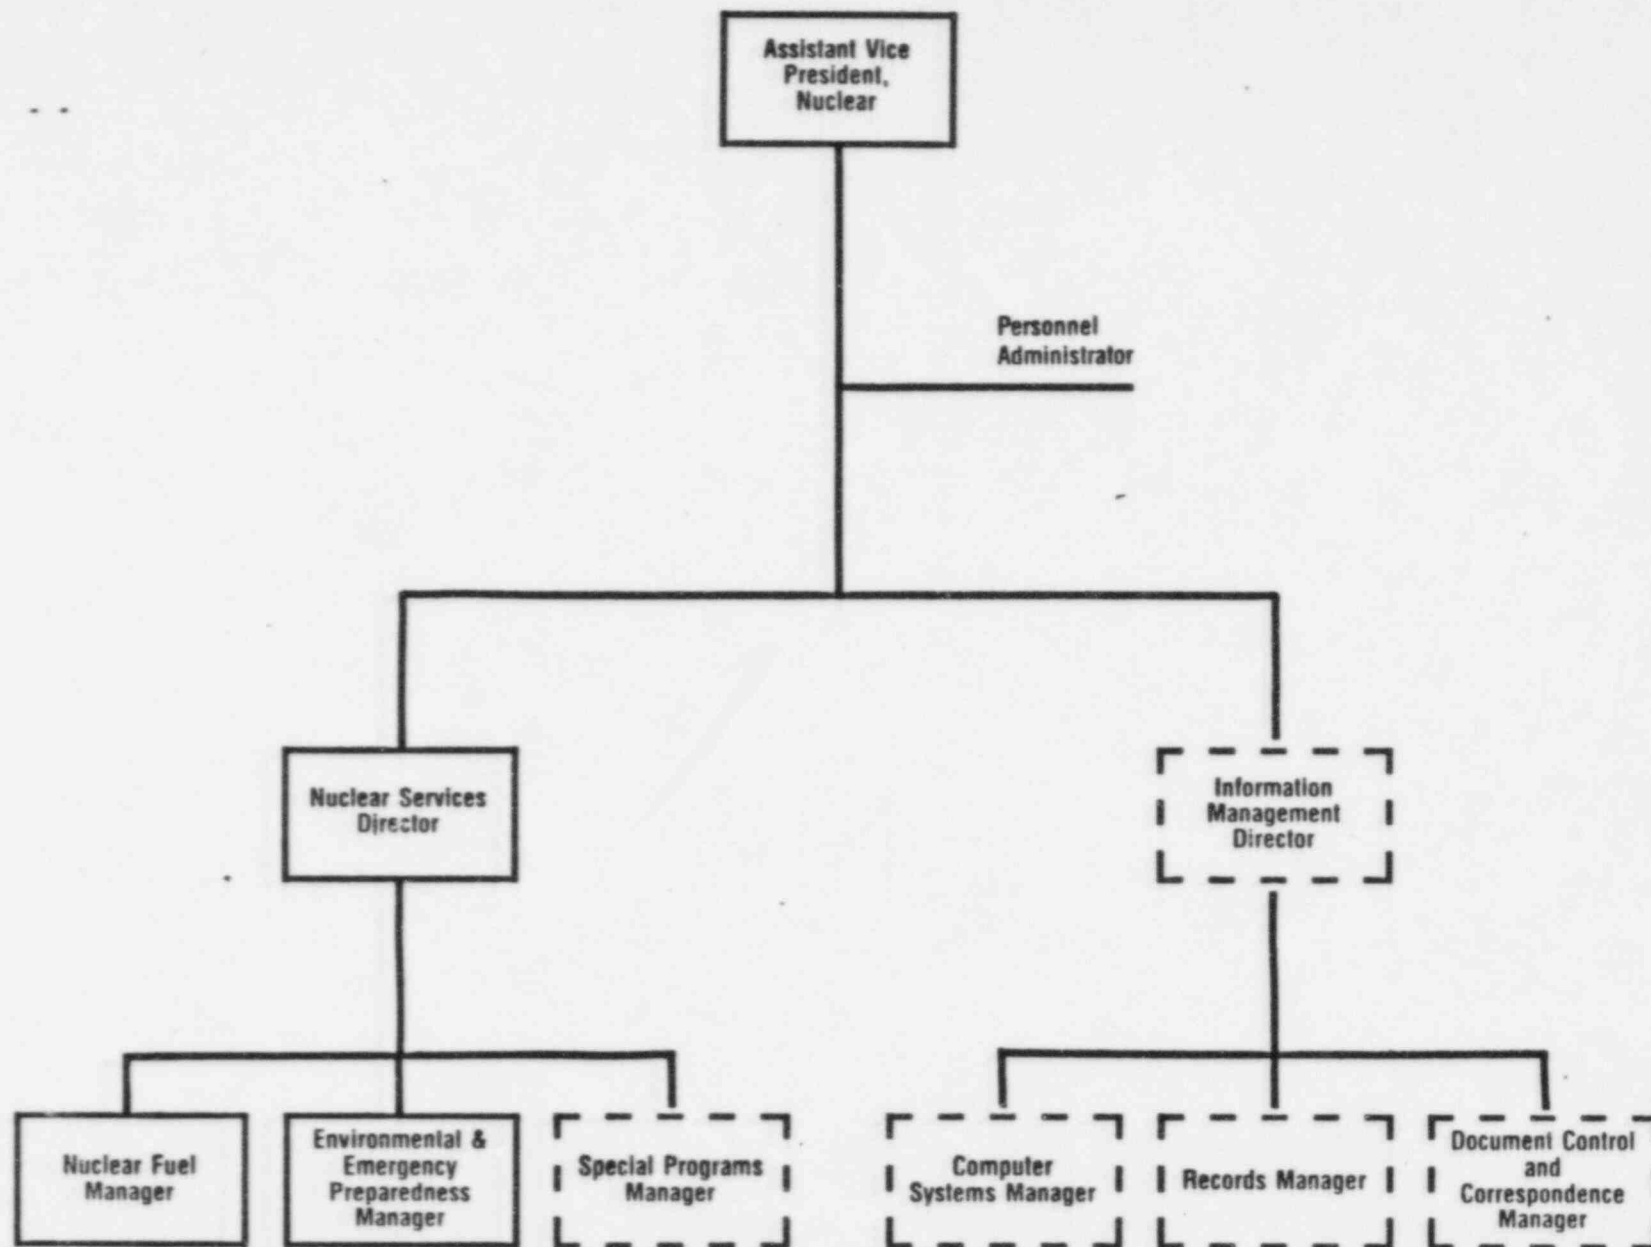 Assistant Vice
President,
Nuclear
Personnel
Administrator
Nuclear Services
Director
Information
Management
Director
Nuclear Fuel
Manager
Environmental &
Emergency
Preparedness
Manager
Special Programs
Manager
Computer
Systems Manager
Records Manager
Document Control
and
Correspondence
Manager